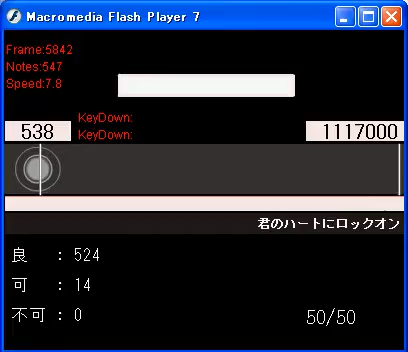 Macromedia Flash Player 7
Frame:5842
Notes:547
Speed:7.8
KeyDown:
538
KeyDown:
1117000
君のハートにロックオン
良 : 524
可 : 14
不可 : 0
50/50